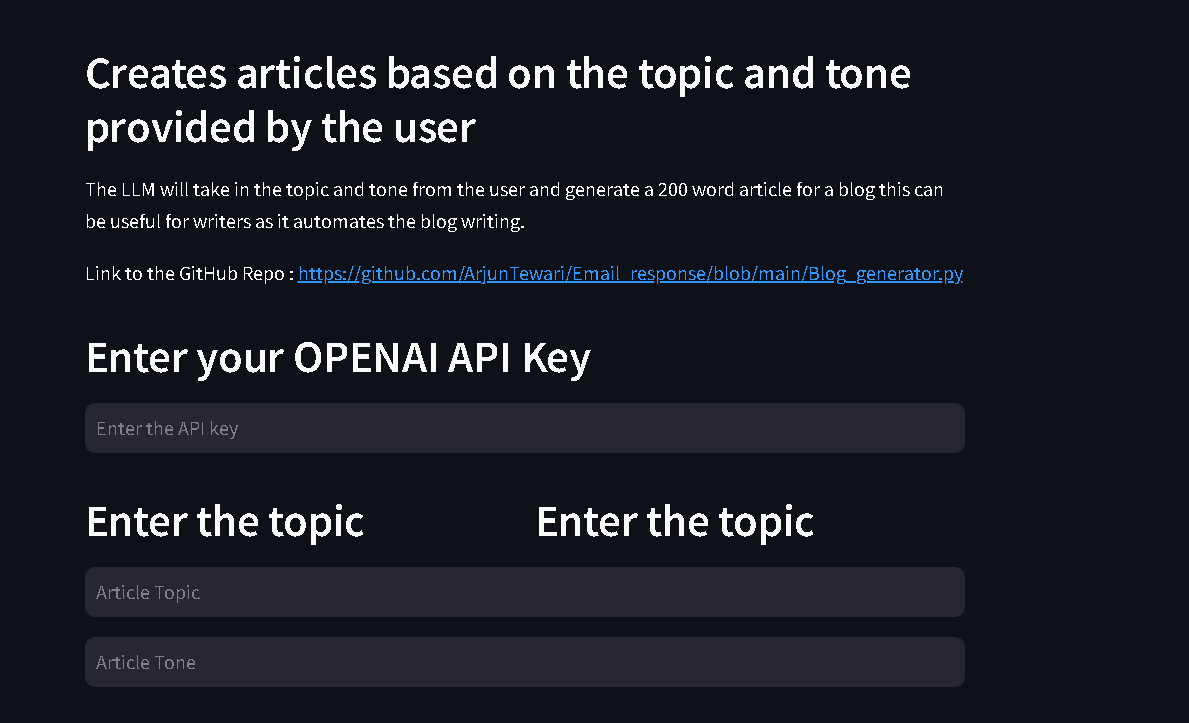 Creates articles based on the topic and tone
provided by the user
The LLM will take in the topic and tone from the user and generate a 200 word article for a blog this can
be useful for writers as it automates the blog writing.
Link to the GitHub Repo : https://github.com/ArjunTewari/Email_response/blob/main/Blog_generator.py
Enter your OPENAI API Key
Enter the API key
Enter the topic Enter the topic
Article Topic
Article Tone